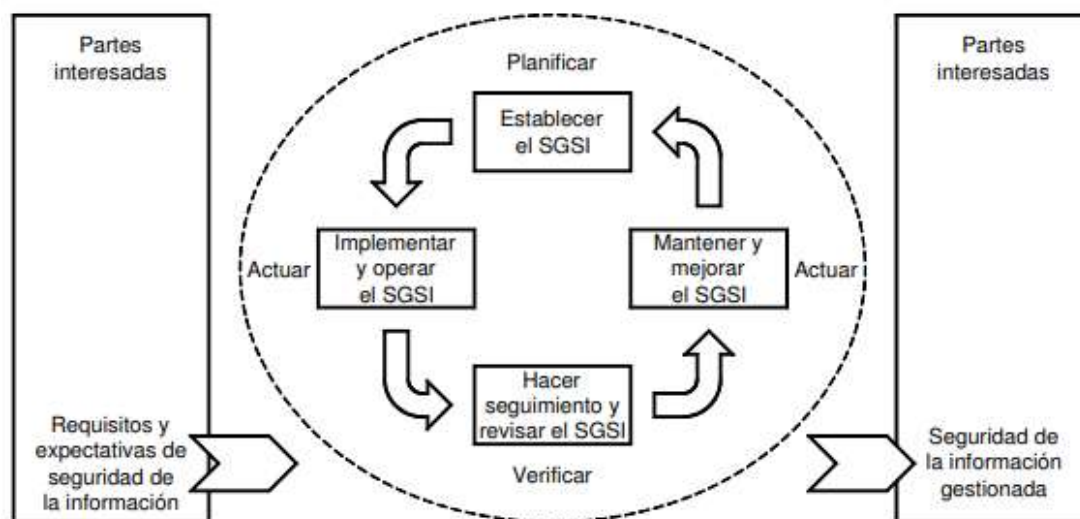 Partes
interesadas
Requisitos y
expectativas de
seguridad de
la información
Planificar
Establecer
el SGSI
Actuar
Implementar
y operar
el SGSI
Mantener y
mejorar
el SGSI
Actuar
Hacer
seguimiento y
revisar el SGSI
Verificar
Partes
interesadas
Seguridad de
la información
gestionada